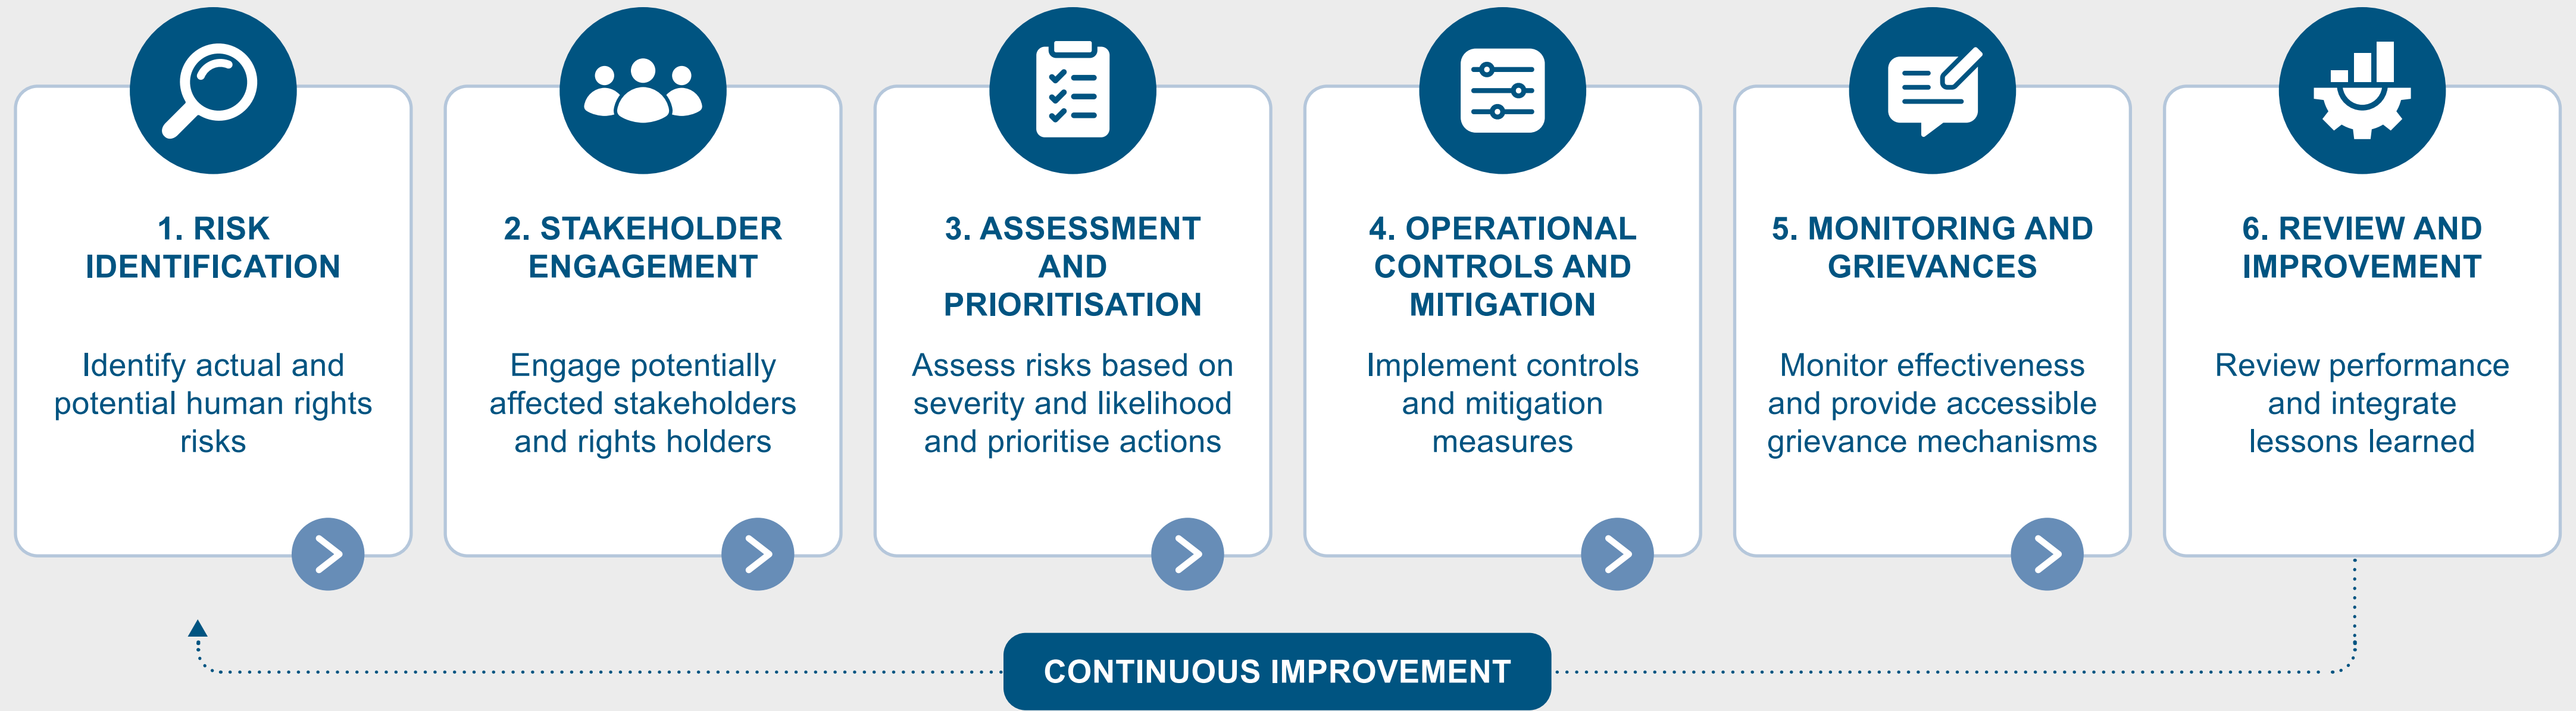 1. RISK
IDENTIFICATION
Identify actual and
potential human rights
risks
2. STAKEHOLDER
ENGAGEMENT
Engage potentially
affected stakeholders
and rights holders
3. ASSESSMENT
AND
PRIORITISATION
Assess risks based on
severity and likelihood
and prioritise actions
4. OPERATIONAL
CONTROLS AND
MITIGATION
Implement controls
and mitigation
measures
5. MONITORING AND
GRIEVANCES
Monitor effectiveness
and provide accessible
grievance mechanisms
6. REVIEW AND
IMPROVEMENT
Review performance
and integrate
lessons learned
CONTINUOUS IMPROVEMENT